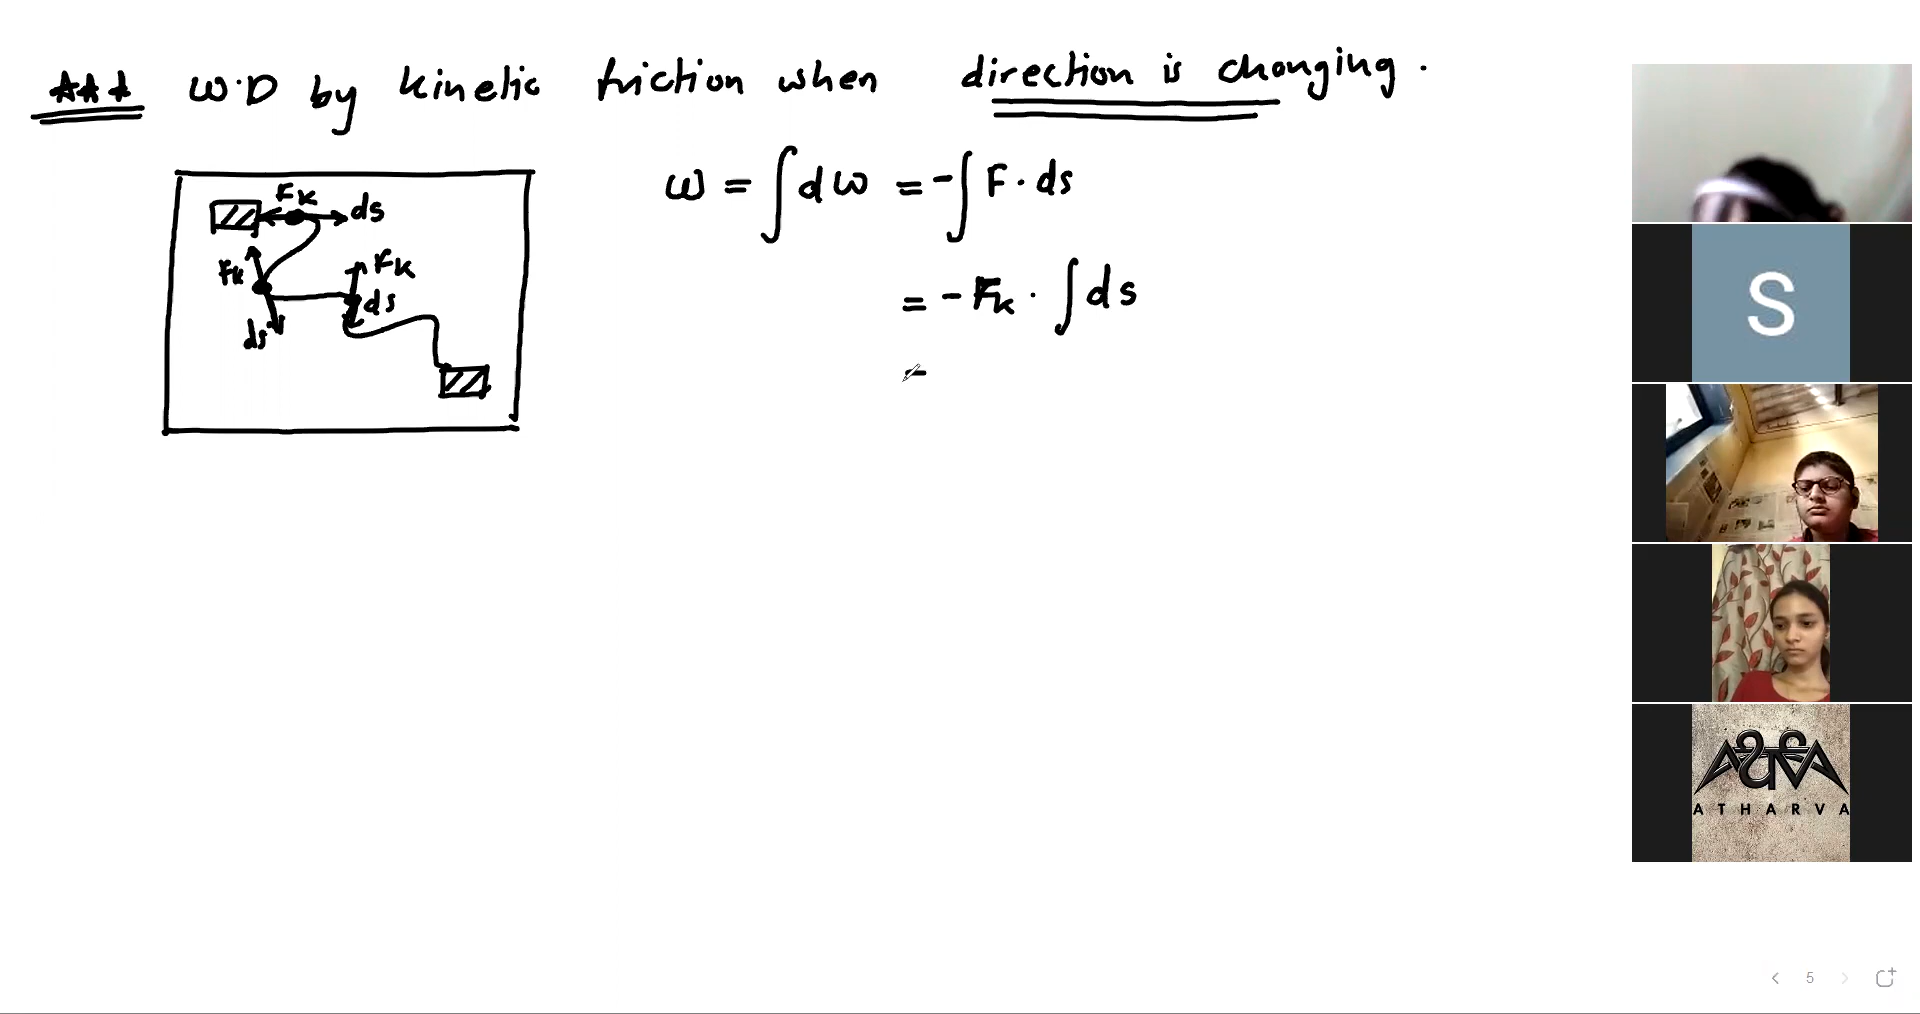 W.D by kinetic friction when direction is changing.
Fk
ds
Fk
Fk
ds
ds
W = ∫dW = -∫F·ds
= -Fk · ∫ds
S
ATHARVA
5